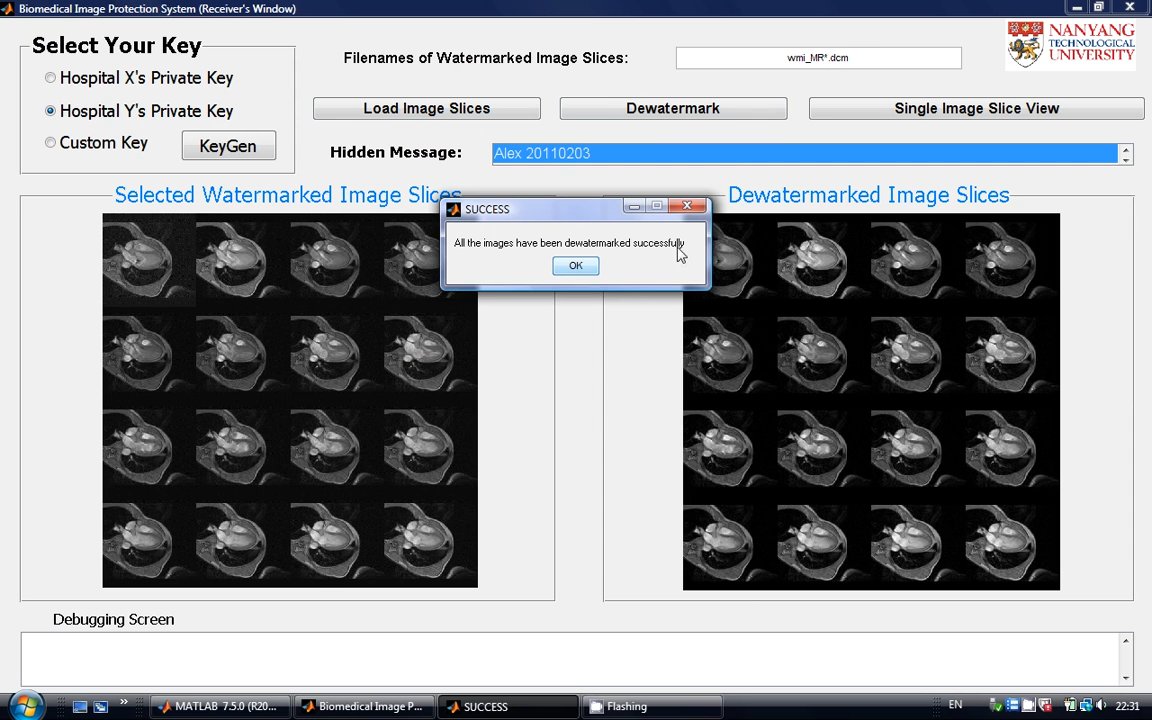 Biomedical Image Protection System (Receiver's Window)
Select Your Key
Hospital X's Private Key
Hospital Y's Private Key
Custom Key
KeyGen
Filenames of Watermarked Image Slices:
wmi_MR*.dcm
NANYANG
TECHNOLOGICAL
UNIVERSITY
Load Image Slices
Dewatermark
Single Image Slice View
Hidden Message:
Alex 20110203
Selected Watermarked Image Slices
Dewatermarked Image Slices
SUCCESS
All the images have been dewatermarked successfully
OK
Debugging Screen
MATLAB 7.5.0 (R20...
Biomedical Image P...
SUCCESS
Flashing
EN
22:31